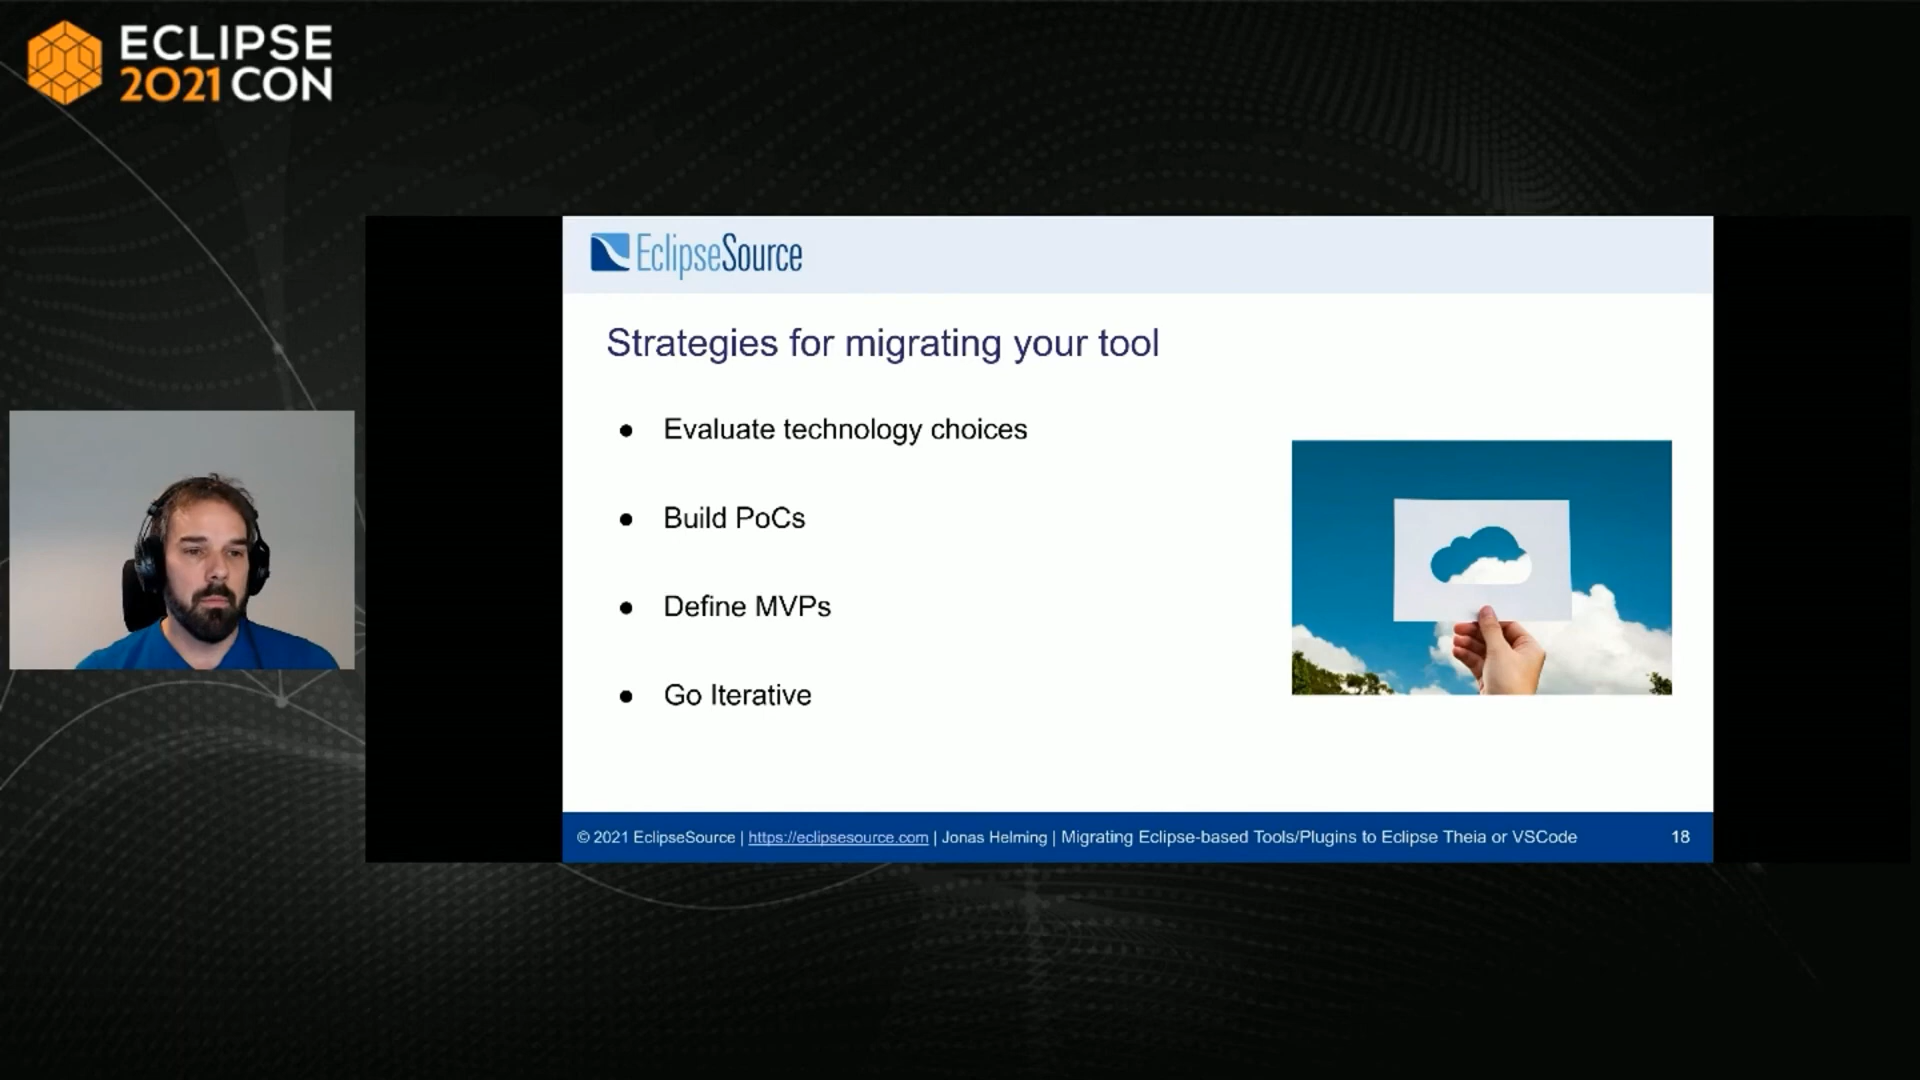 ECLIPSE
2021 CON
EclipseSource
Strategies for migrating your tool
● Evaluate technology choices
● Build PoCs
● Define MVPs
● Go Iterative
© 2021 EclipseSource | https://eclipsesource.com | Jonas Helming | Migrating Eclipse-based Tools/Plugins to Eclipse Theia or VSCode 18